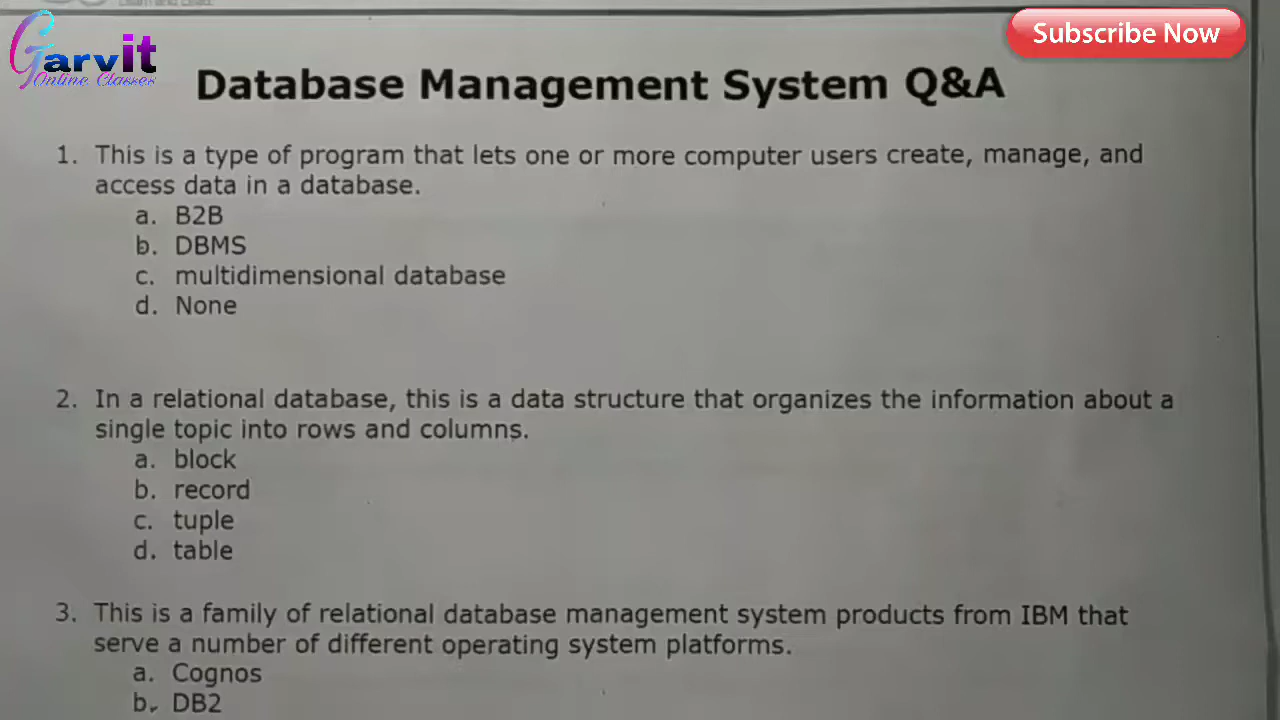 Garvit
Online Classes
Subscribe Now
Database Management System Q&A
1. This is a type of program that lets one or more computer users create, manage, and
access data in a database.
a. B2B
b. DBMS
c. multidimensional database
d. None
2. In a relational database, this is a data structure that organizes the information about a
single topic into rows and columns.
a. block
b. record
c. tuple
d. table
3. This is a family of relational database management system products from IBM that
serve a number of different operating system platforms.
a. Cognos
b. DB2